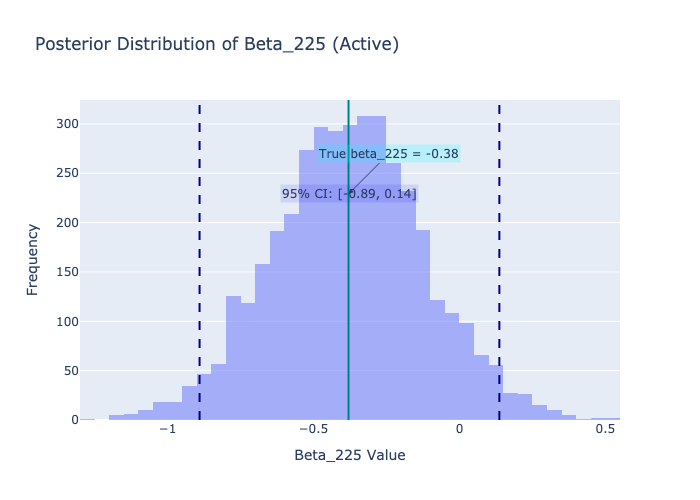 Posterior Distribution of Beta_225 (Active)
300
250
200
150
100
50
0
Frequency
True beta_225 = -0.38
95% CI: [-0.89, 0.14]
−1
−0.5
0
0.5
Beta_225 Value